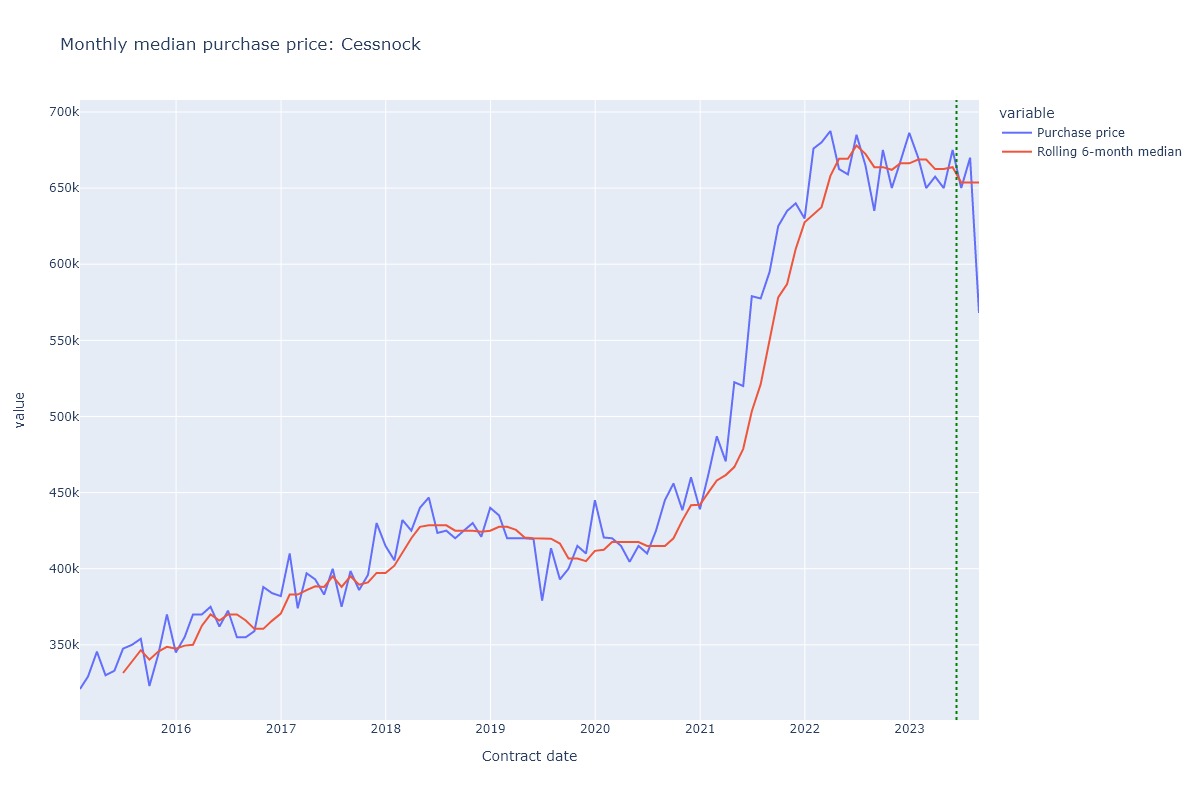 Monthly median purchase price: Cessnock
variable
Purchase price
Rolling 6-month median
700k
650k
600k
550k
500k
450k
400k
350k
value
2016 2017 2018 2019 2020 2021 2022 2023
Contract date